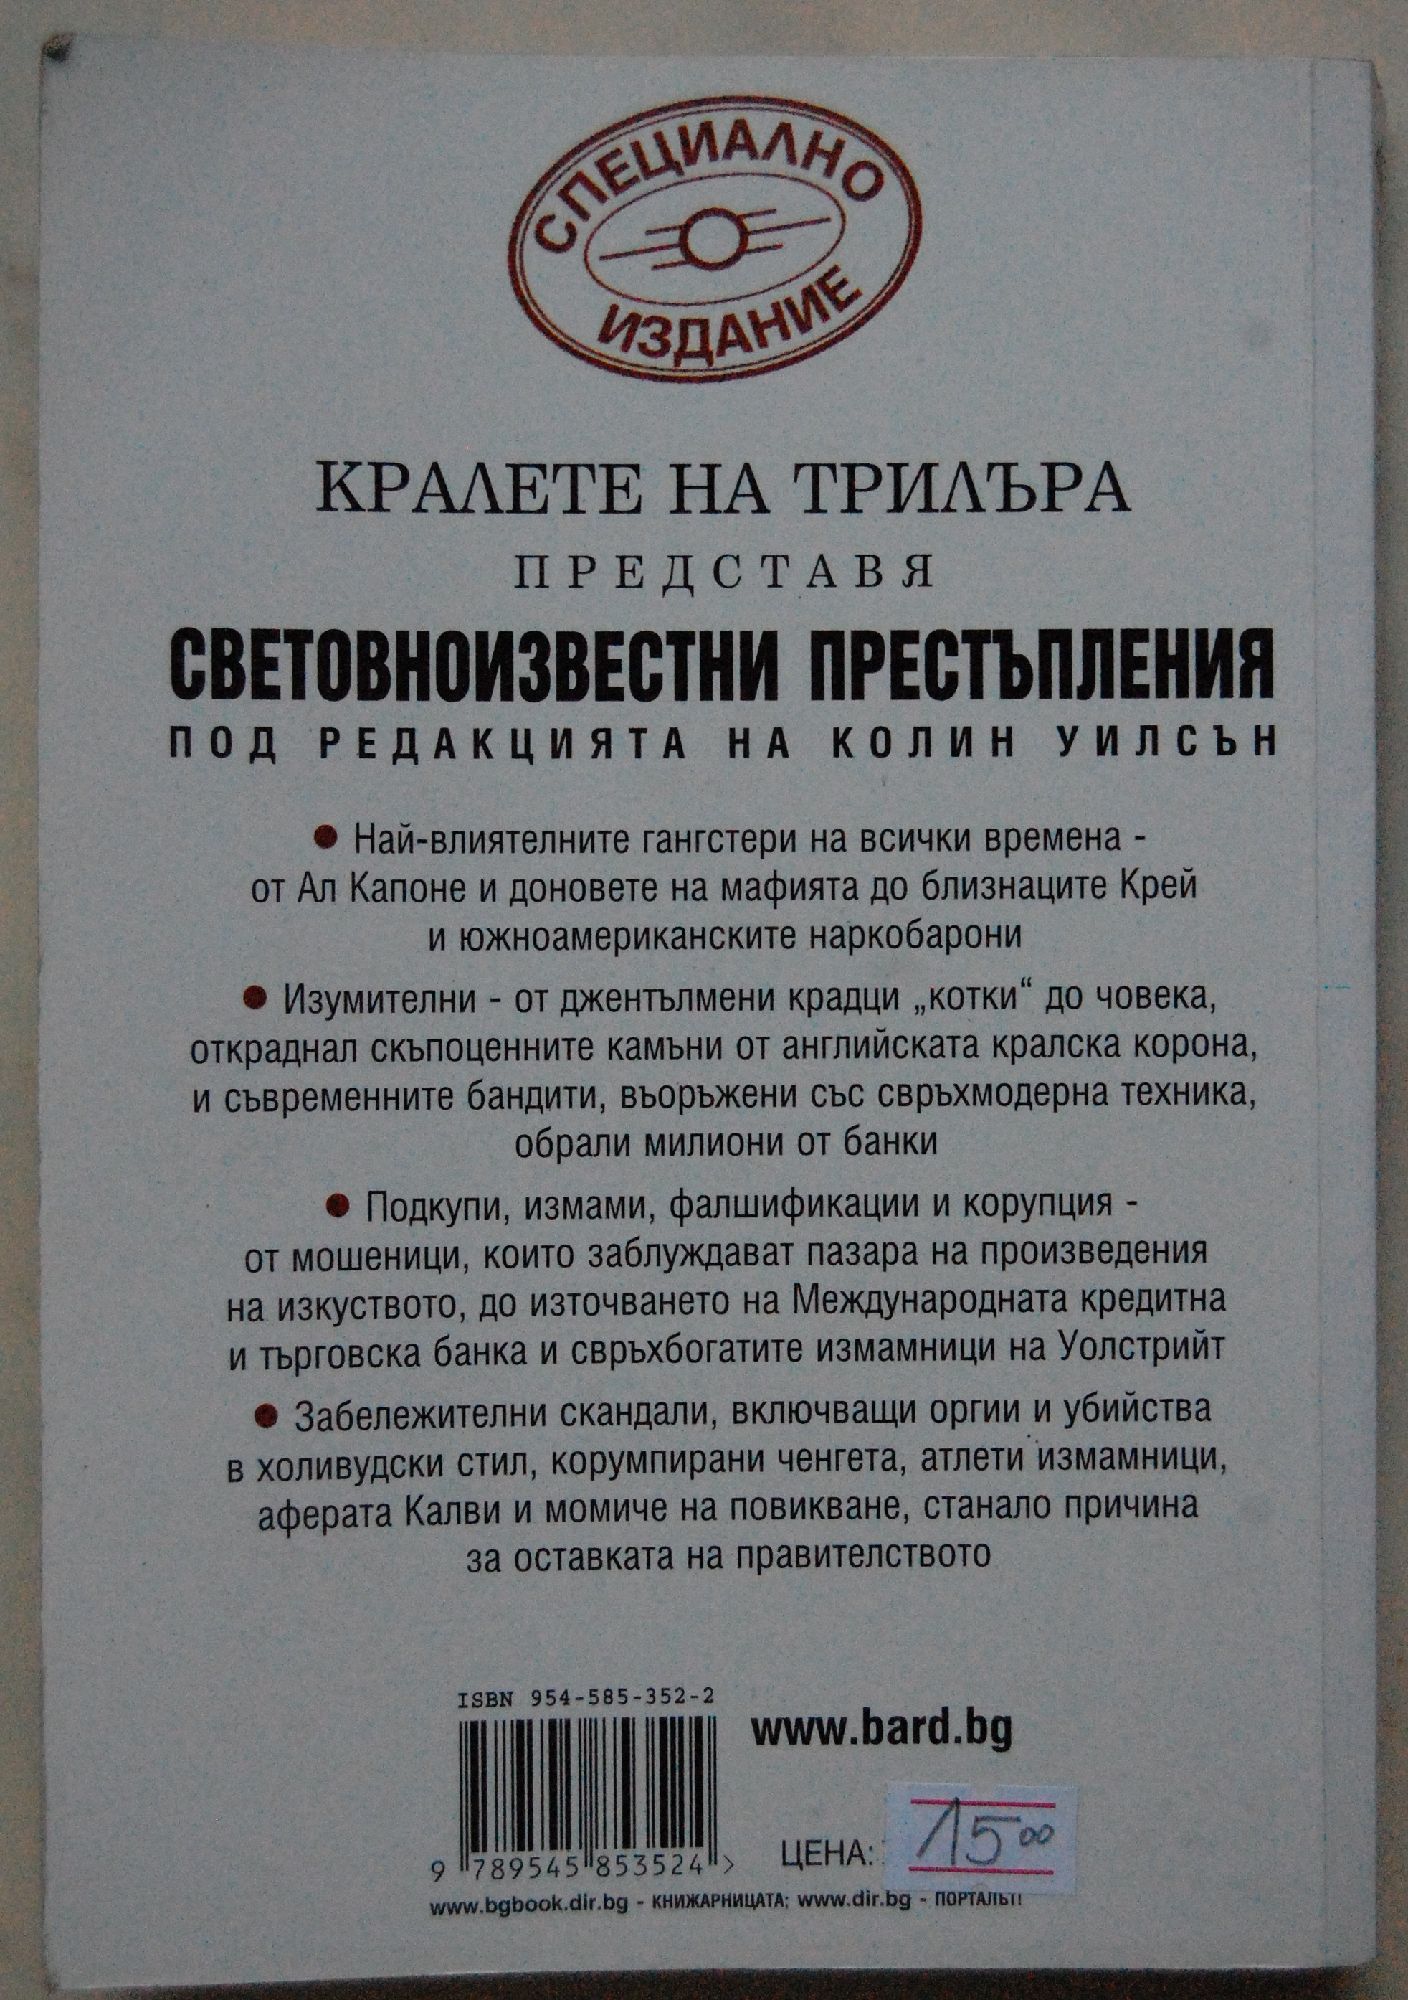 СПЕЦИАЛНО
ИЗДАНИЕ
КРАЛЕТЕ НА ТРИЛЪРА
ПРЕДСТАВЯ
СВЕТОВНОИЗВЕСТНИ ПРЕСТЪПЛЕНИЯ
ПОД РЕДАКЦИЯТА НА КОЛИН УИЛСЪН
● Най-влиятелните гангстери на всички времена -
от Ал Капоне и доновете на мафията до близнаците Крей
и южноамериканските наркобарони
● Изумителни - от джентълмени крадци „котки“ до човека,
откраднал скъпоценните камъни от английската кралска корона,
и съвременните бандити, въоръжени със свръхмодерна техника,
обрали милиони от банки
● Подкупи, измами, фалшификации и корупция -
от мошеници, които заблуждават пазара на произведения
на изкуството, до източването на Международната кредитна
и търговска банка и свръхбогатите измамници на Уолстрийт
● Забележителни скандали, включващи оргии и убийства
в холивудски стил, корумпирани ченгета, атлети измамници,
аферата Калви и момиче на повикване, станало причина
за оставката на правителството
ISBN 954-585-352-2
www.bard.bg
9 789545 853524 >
ЦЕНА: 15 00
www.bgbook.dir.bg - КНИЖАРНИЦАТА; www.dir.bg - ПОРТАЛЪТ!